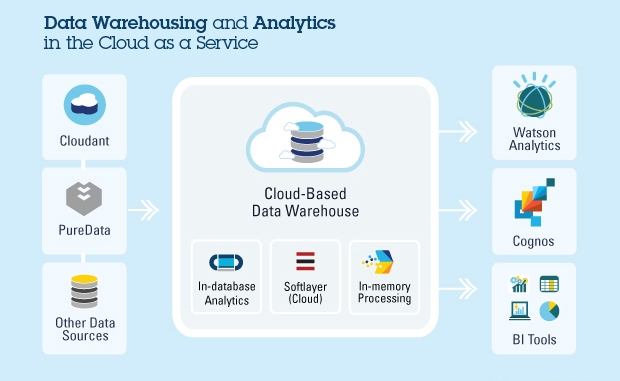 Data Warehousing and Analytics
in the Cloud as a Service
Cloudant
PureData
Other Data
Sources
Cloud-Based
Data Warehouse
In-database
Analytics
Softlayer
(Cloud)
In-memory
Processing
Watson
Analytics
Cognos
BI Tools